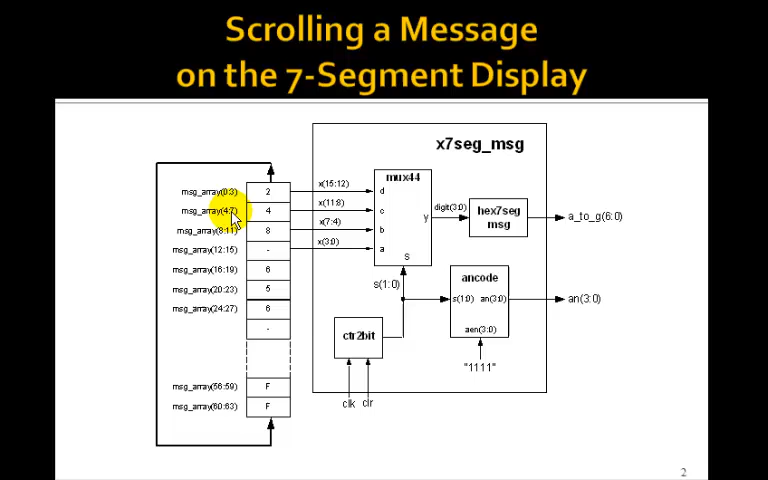 Scrolling a Message
on the 7-Segment Display
x7seg_msg
msg_array(0:3) 2 x(15:12) d
msg_array(4:7) 4 x(11:8) c
msg_array(8:11) 8 x(7:4) b
msg_array(12:15) - x(3:0) a
msg_array(16:19) 6
msg_array(20:23) 5
msg_array(24:27) 6
-
msg_array(56:59) F
msg_array(60:63) F
mux44
y
s
digit(3:0)
hex7seg
msg
a_to_g(6:0)
s(1:0)
ancode
s(1:0) an(3:0)
aen(3:0)
an(3:0)
"1111"
ctr2bit
clk clr
2